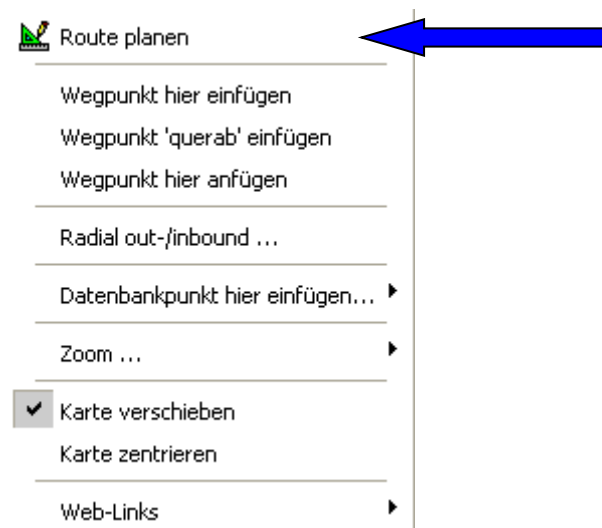 Route planen
Wegpunkt hier einfügen
Wegpunkt 'querab' einfügen
Wegpunkt hier anfügen
Radial out-/inbound ...
Datenbankpunkt hier einfügen...
Zoom ...
Karte verschieben
Karte zentrieren
Web-Links